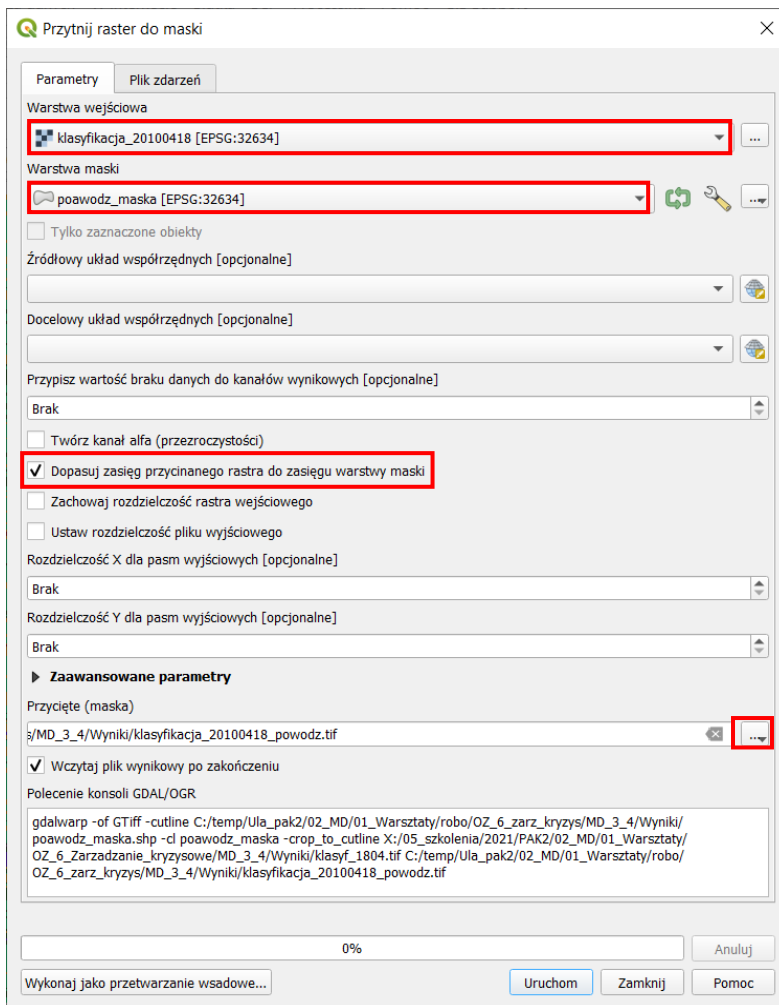 Przytnij raster do maski
Parametry
Plik zdarzeń
Warstwa wejściowa
klasyfikacja_20100418 [EPSG:32634]
...
Warstwa maski
poawodz_maska [EPSG:32634]
...
Tylko zaznaczone obiekty
Źródłowy układ współrzędnych [opcjonalne]
Docelowy układ współrzędnych [opcjonalne]
Przypisz wartość braku danych do kanałów wynikowych [opcjonalne]
Brak
Twórz kanał alfa (przezroczystości)
Dopasuj zasięg przycinanego rastra do zasięgu warstwy maski
Zachowaj rozdzielczość rastra wejściowego
Ustaw rozdzielczość pliku wyjściowego
Rozdzielczość X dla pasm wyjściowych [opcjonalne]
Brak
Rozdzielczość Y dla pasm wyjściowych [opcjonalne]
Brak
Zaawansowane parametry
Przycięte (maska)
s/MD_3_4/Wyniki/klasyfikacja_20100418_powodz.tif
...
Wczytaj plik wynikowy po zakończeniu
Polecenie konsoli GDAL/OGR
gdalwarp -of GTiff -cutline C:/temp/Ula_pak2/02_MD/01_Warsztaty/robo/OZ_6_zarz_kryzys/MD_3_4/Wyniki/
poawodz_maska.shp -cl poawodz_maska -crop_to_cutline X:/05_szkolenia/2021/PAK2/02_MD/01_Warsztaty/
OZ_6_Zarzadzanie_kryzysowe/MD_3_4/Wyniki/klasyf_1804.tif C:/temp/Ula_pak2/02_MD/01_Warsztaty/robo/
OZ_6_zarz_kryzys/MD_3_4/Wyniki/klasyfikacja_20100418_powodz.tif
0%
Anuluj
Wykonaj jako przetwarzanie wsadowe...
Uruchom
Zamknij
Pomoc